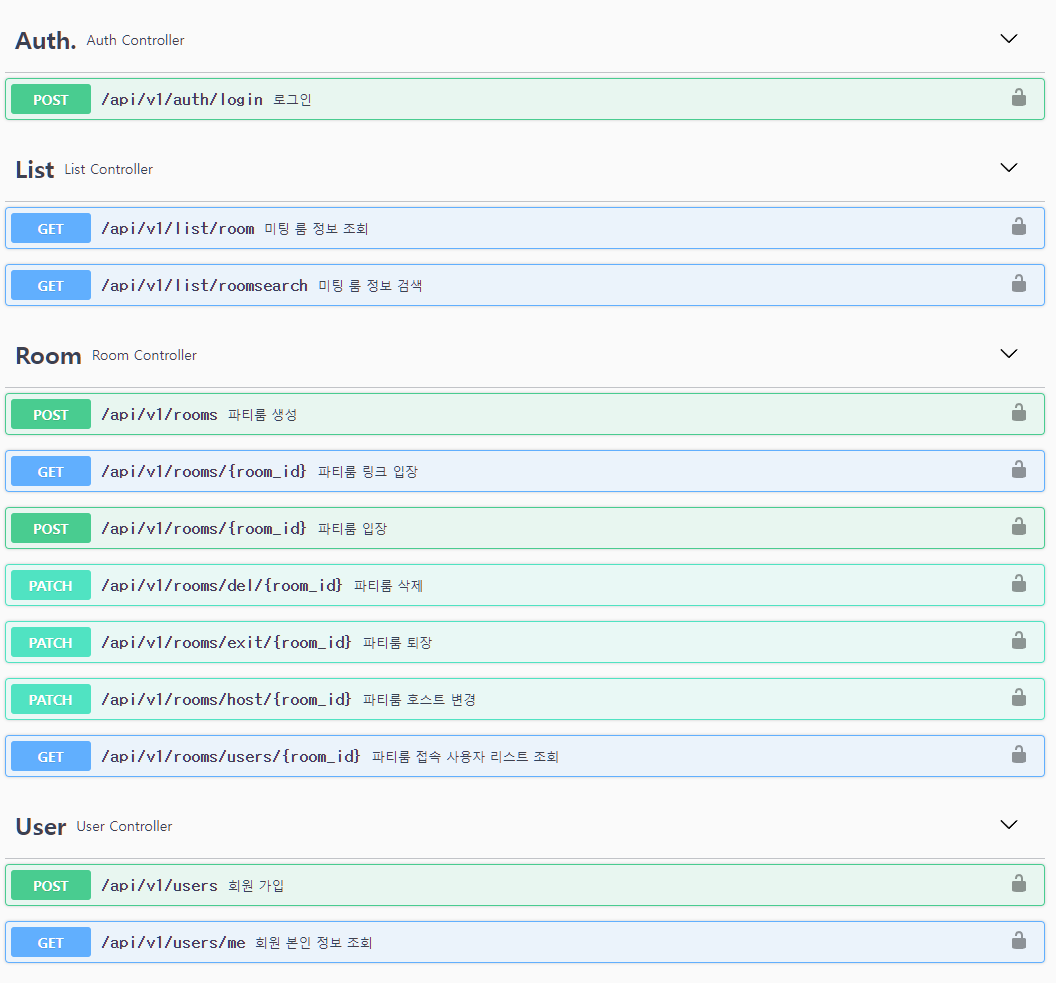 Auth. Auth Controller
POST /api/v1/auth/login 로그인
List List Controller
GET /api/v1/list/room 미팅 룸 정보 조회
GET /api/v1/list/roomsearch 미팅 룸 정보 검색
Room Room Controller
POST /api/v1/rooms 파티룸 생성
GET /api/v1/rooms/{room_id} 파티룸 링크 입장
POST /api/v1/rooms/{room_id} 파티룸 입장
PATCH /api/v1/rooms/del/{room_id} 파티룸 삭제
PATCH /api/v1/rooms/exit/{room_id} 파티룸 퇴장
PATCH /api/v1/rooms/host/{room_id} 파티룸 호스트 변경
GET /api/v1/rooms/users/{room_id} 파티룸 접속 사용자 리스트 조회
User User Controller
POST /api/v1/users 회원 가입
GET /api/v1/users/me 회원 본인 정보 조회